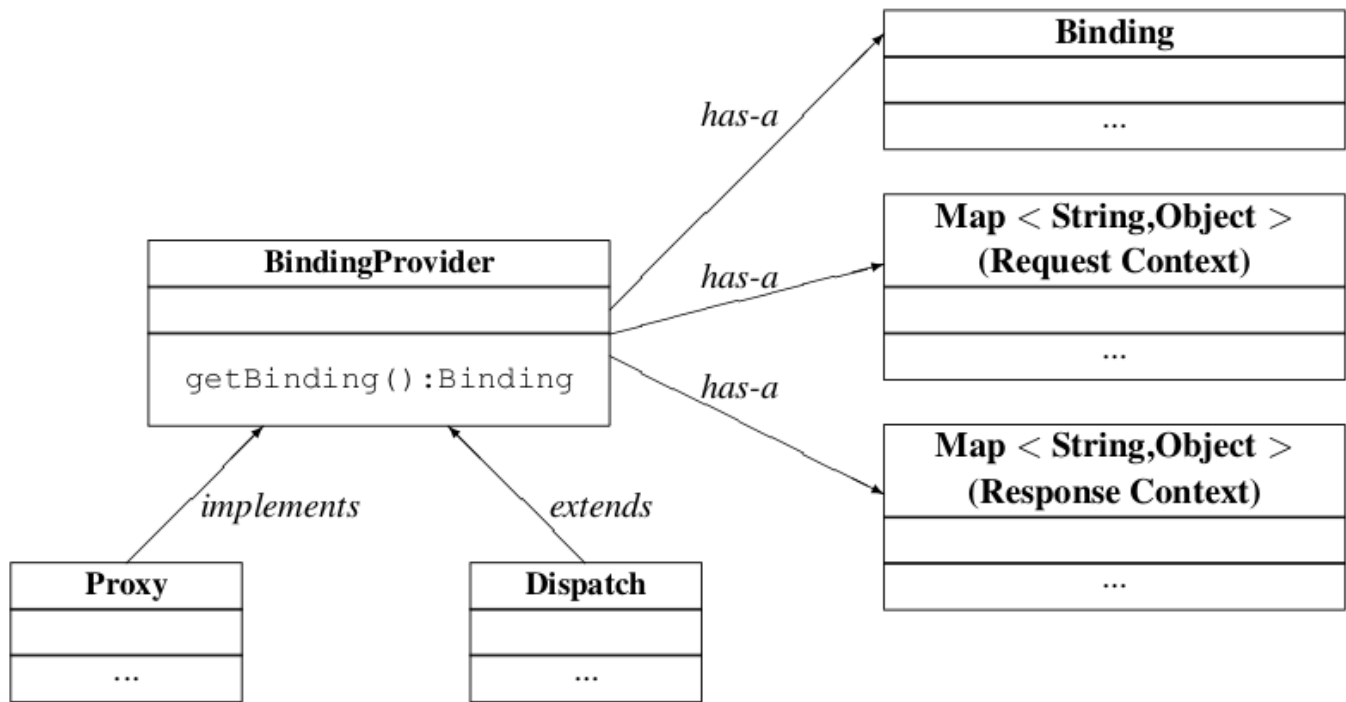 Binding
...
has-a
Map < String,Object >
(Request Context)
...
has-a
BindingProvider
getBinding():Binding
has-a
Map < String,Object >
(Response Context)
...
implements
extends
Proxy
...
Dispatch
...